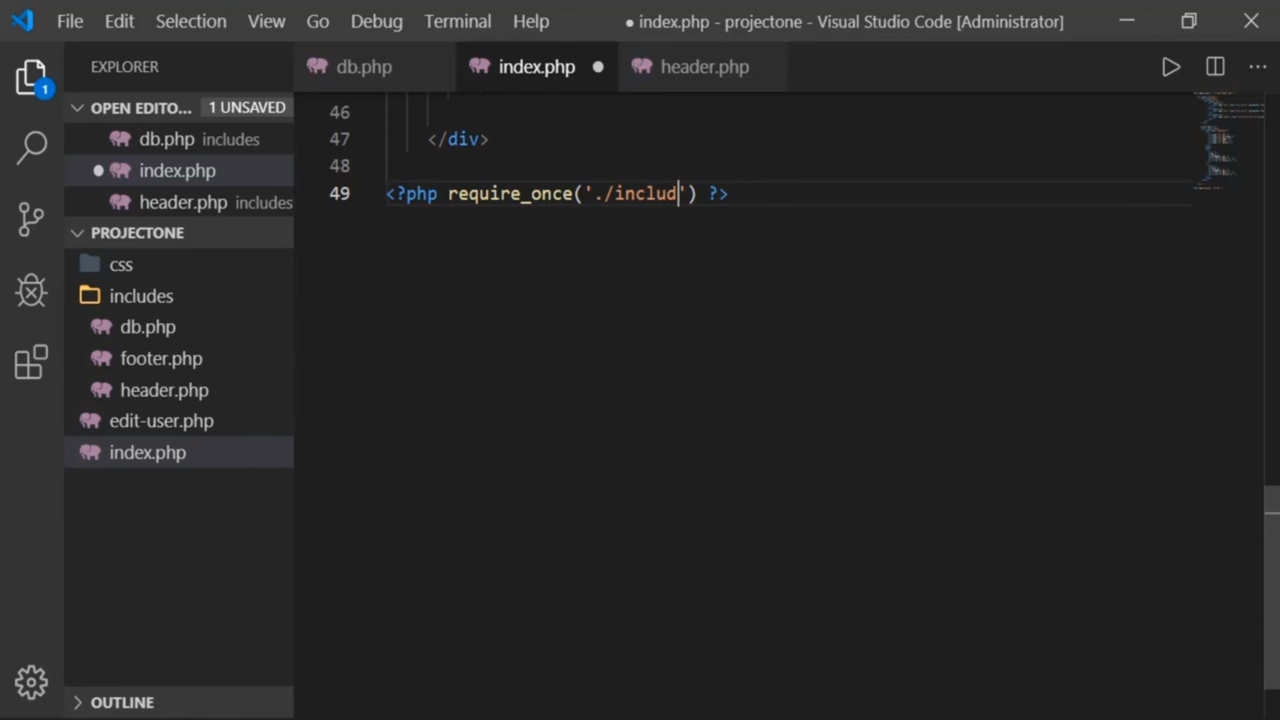 File Edit Selection View Go Debug Terminal Help ● index.php - projectone - Visual Studio Code [Administrator]
EXPLORER
db.php index.php ● header.php
OPEN EDITO... 1 UNSAVED
db.php includes
● index.php
header.php includes
PROJECTONE
css
includes
db.php
footer.php
header.php
edit-user.php
index.php
OUTLINE
1
46
47 </div>
48
49 <?php require_once('./includ') ?>